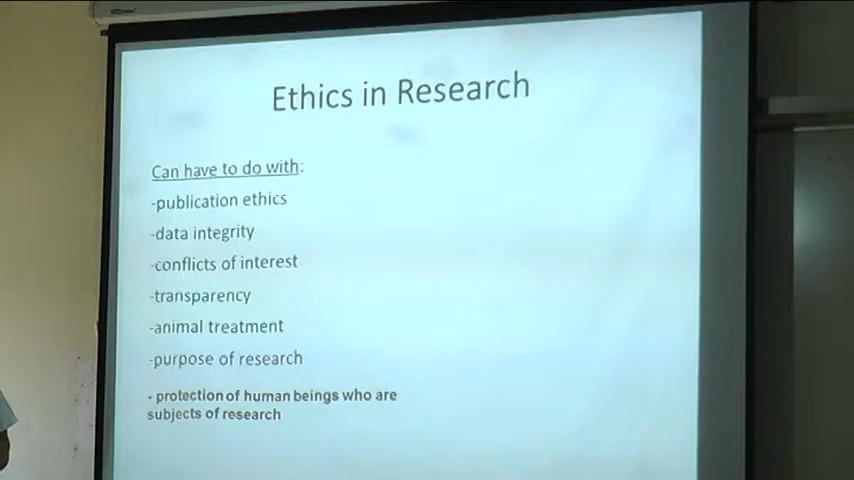 Ethics in Research
Can have to do with:
-publication ethics
-data integrity
-conflicts of interest
-transparency
-animal treatment
-purpose of research
- protection of human beings who are
subjects of research